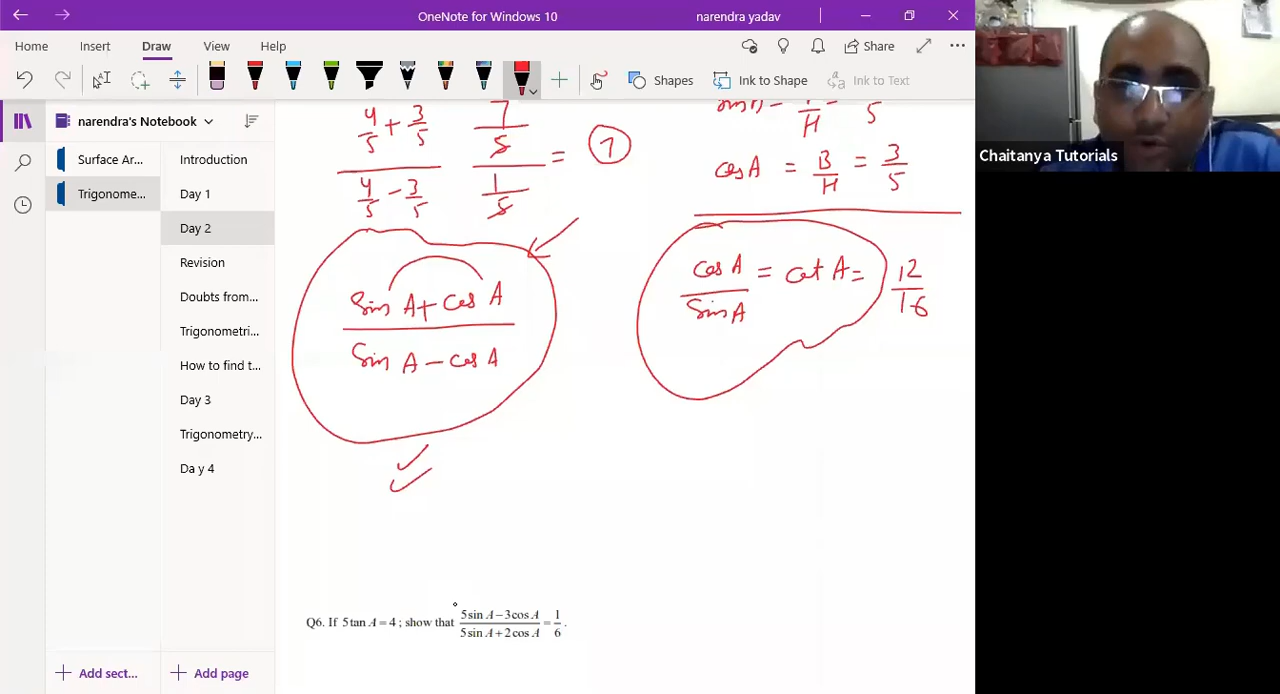 OneNote for Windows 10
narendra yadav
Home Insert Draw View Help
Share
Shapes Ink to Shape Ink to Text
narendra's Notebook
Surface Ar...
Trigonome...
Introduction
Day 1
Day 2
Revision
Doubts from...
Trigonometri...
How to find t...
Day 3
Trigonometry...
Da y 4
Add sect...
Add page
4/5 + 3/5
4/5 - 3/5
7/5
1/5
= 7
5
cos A = B/H = 3/5
sin A + cos A
sin A - cos A
cos A / sin A = cot A = 12/16
Q6. If 5 tan A = 4 ; show that (5 sin A - 3 cos A)/(5 sin A + 2 cos A) = 1/6 .
Chaitanya Tutorials